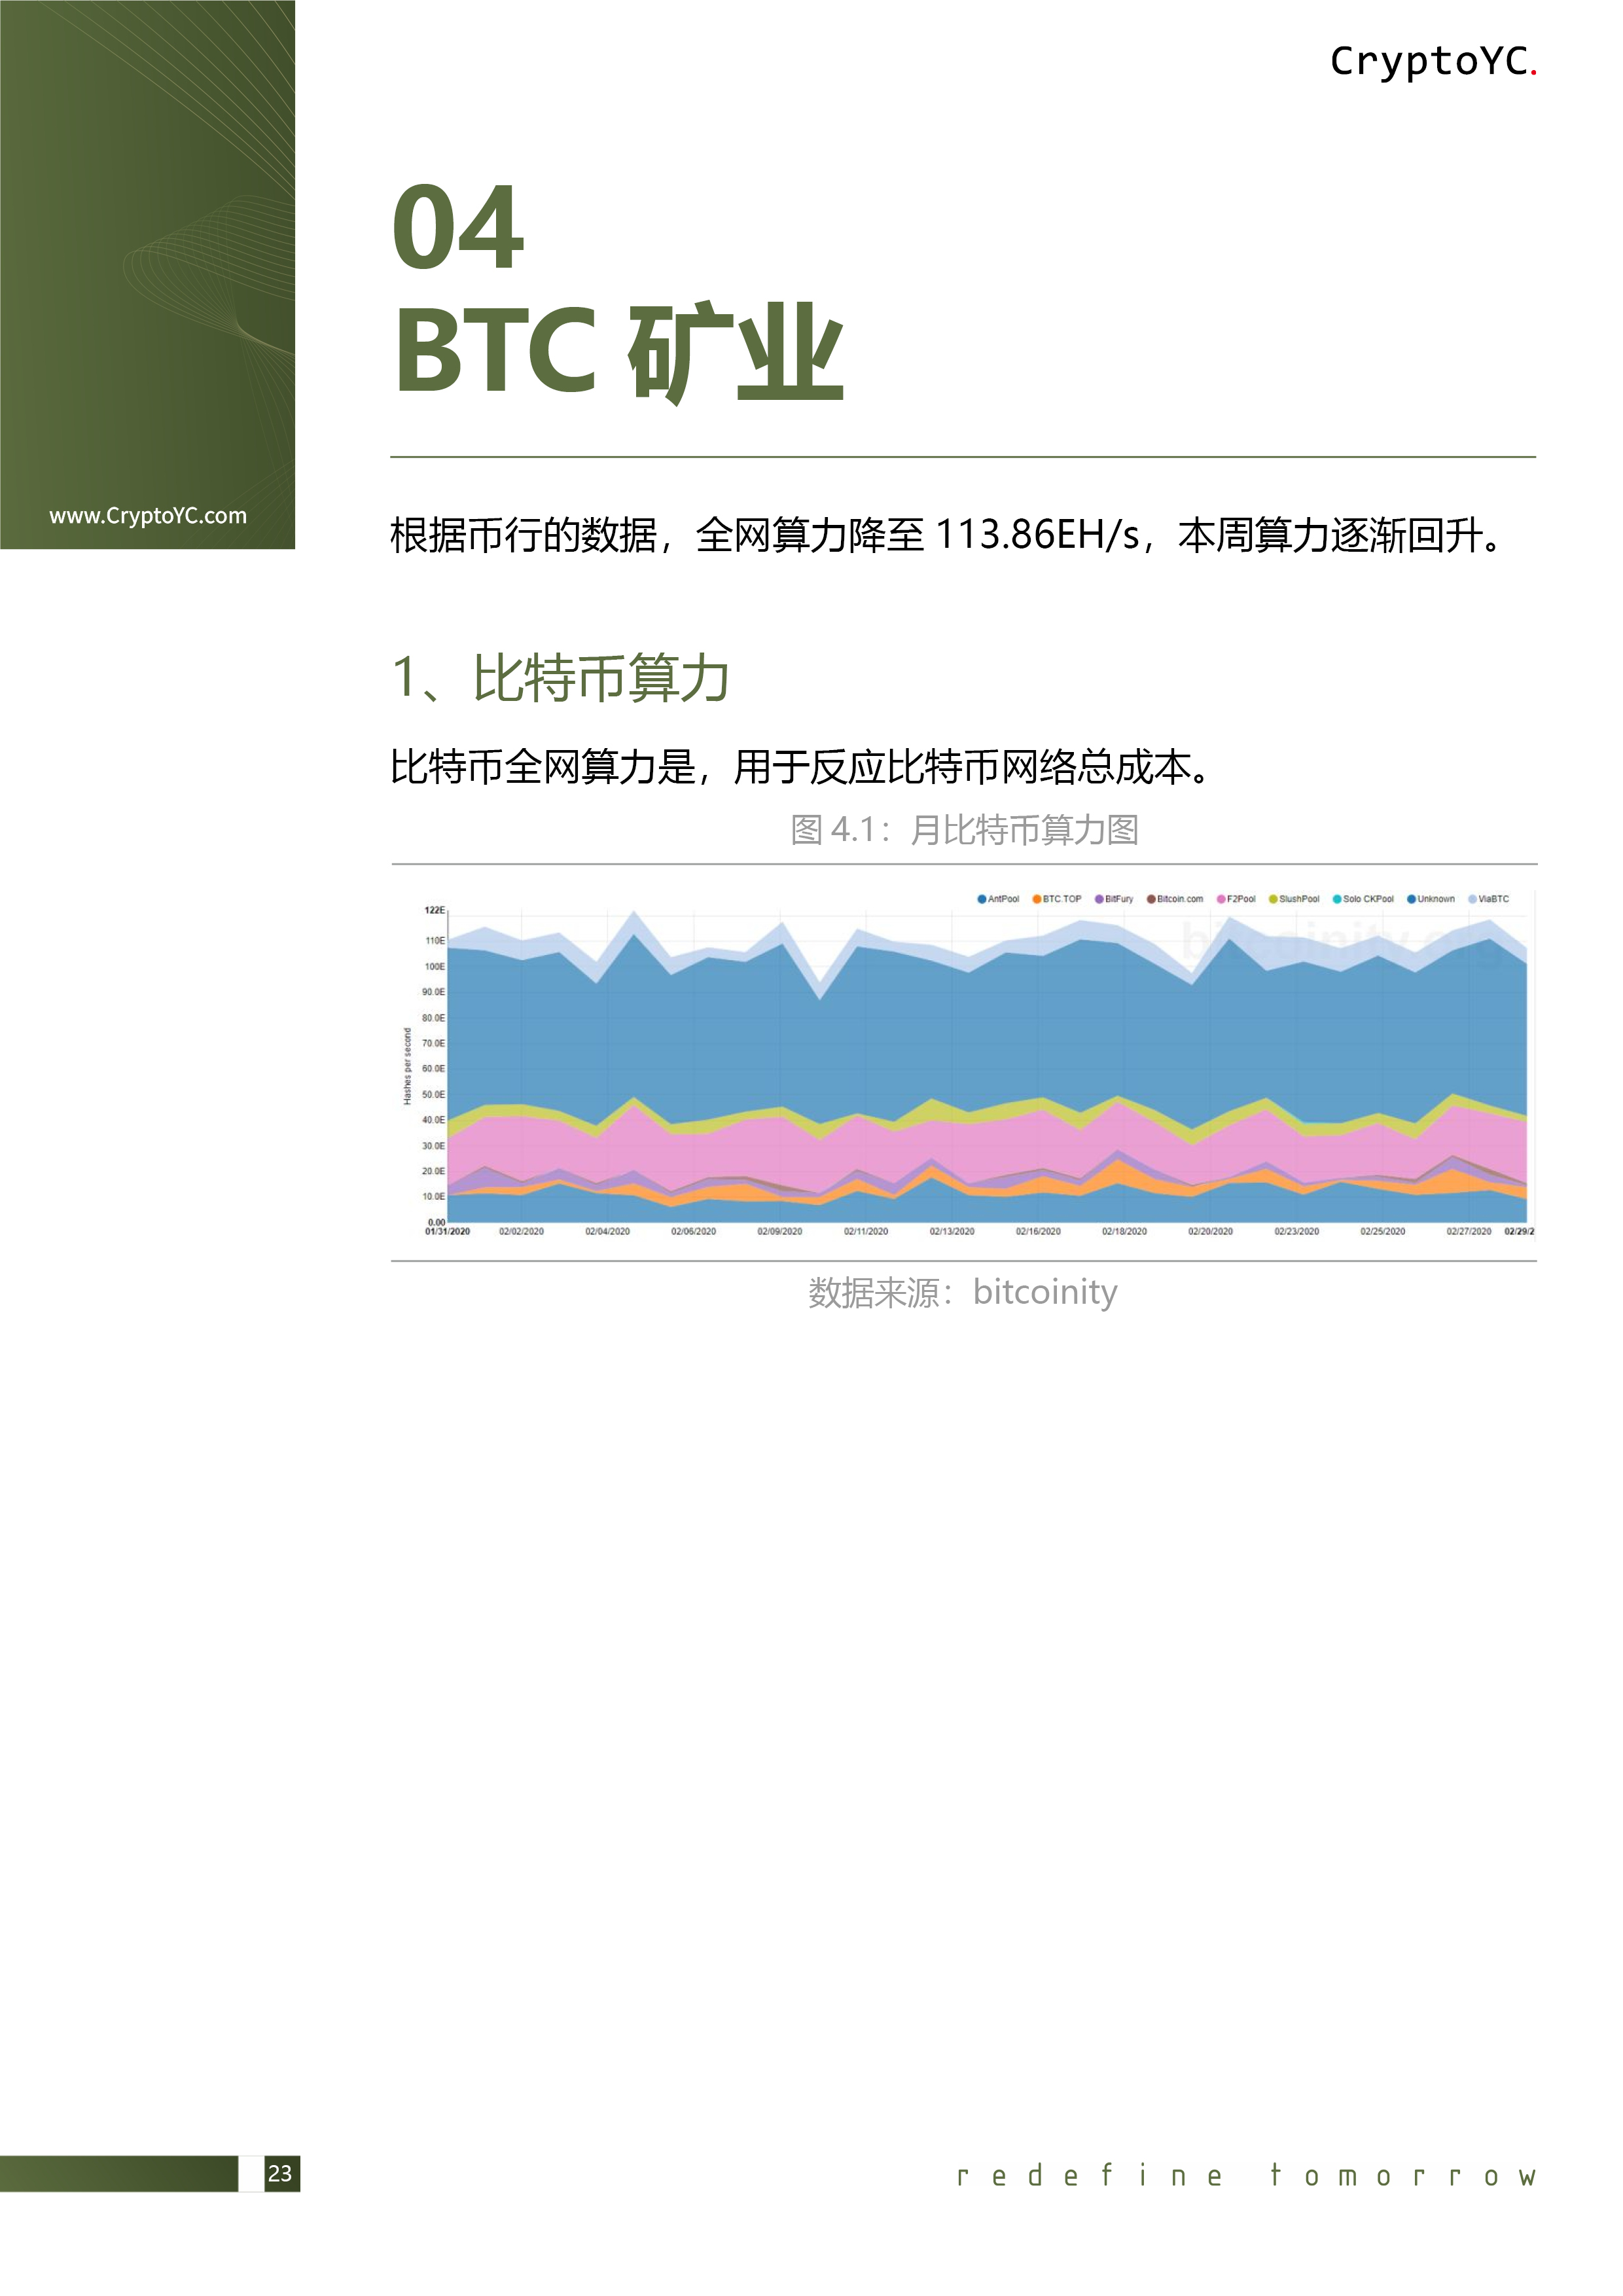 CryptoYC.
04
BTC 矿业
www.CryptoYC.com
根据币行的数据，全网算力降至 113.86EH/s，本周算力逐渐回升。
1、比特币算力
比特币全网算力是，用于反应比特币网络总成本。
图 4.1：月比特币算力图
AntPool BTC.TOP BitFury Bitcoin.com F2Pool SlushPool Solo CKPool Unknown ViaBTC
bitcoinity.org
122E
110E
100E
90.0E
80.0E
70.0E
60.0E
50.0E
40.0E
30.0E
20.0E
10.0E
0.00
Hashes per second
01/31/2020 02/02/2020 02/04/2020 02/06/2020 02/09/2020 02/11/2020 02/13/2020 02/16/2020 02/18/2020 02/20/2020 02/23/2020 02/25/2020 02/27/2020 02/29/2
数据来源：bitcoinity
23
redefine tomorrow